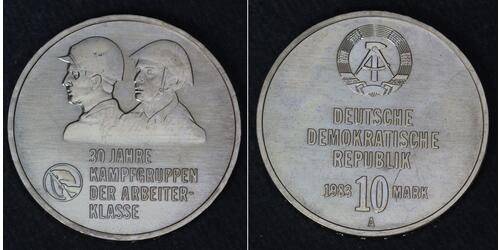 30 JAHRE
KAMPFGRUPPEN
DER ARBEITER-
KLASSE
DEUTSCHE
DEMOKRATISCHE
REPUBLIK
1983 10 MARK
A